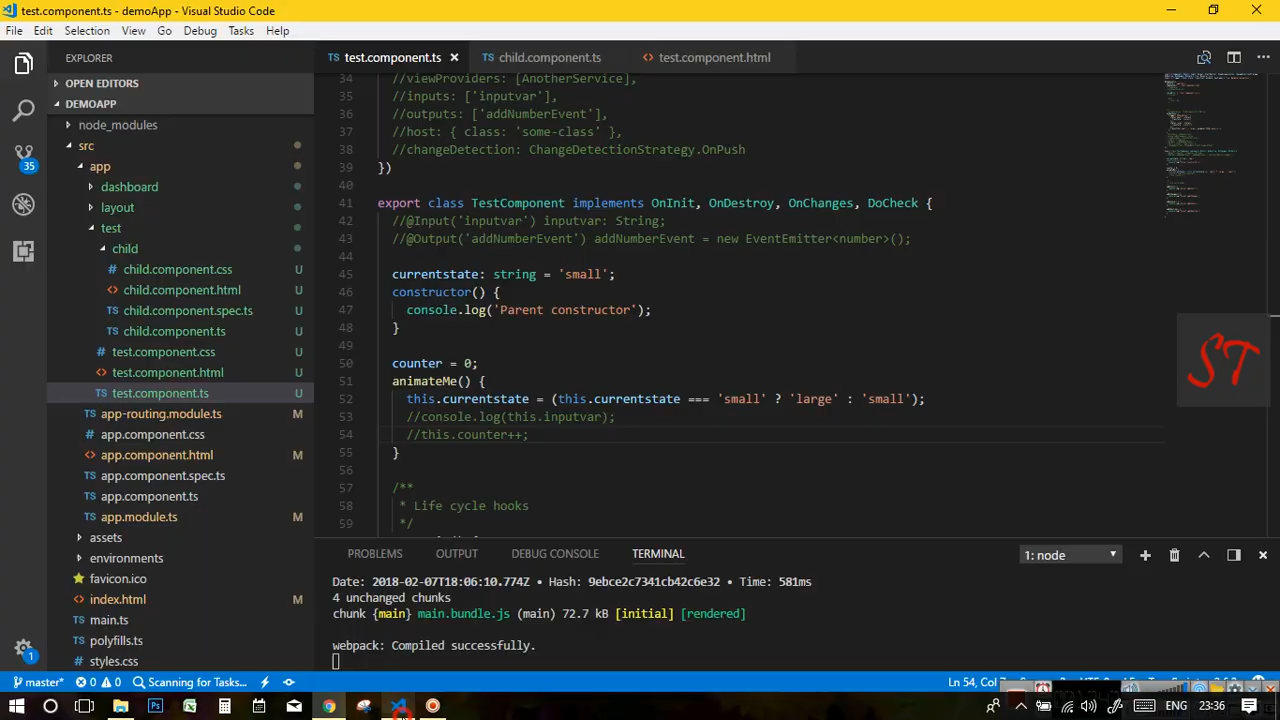 test.component.ts - demoApp - Visual Studio Code
File Edit Selection View Go Debug Tasks Help
EXPLORER
OPEN EDITORS
DEMOAPP
node_modules
src
app
dashboard
layout
test
child
child.component.css U
child.component.html U
child.component.spec.ts U
child.component.ts U
test.component.css U
test.component.html U
test.component.ts U
app-routing.module.ts M
app.component.css
app.component.html M
app.component.spec.ts
app.component.ts
app.module.ts M
assets
environments
favicon.ico
index.html M
main.ts
polyfills.ts
styles.css
35
1
test.component.ts child.component.ts test.component.html
34 //viewProviders: [AnotherService],
35 //inputs: ['inputvar'],
36 //outputs: ['addNumberEvent'],
37 //host: { class: 'some-class' },
38 //changeDetection: ChangeDetectionStrategy.OnPush
39 })
40
41 export class TestComponent implements OnInit, OnDestroy, OnChanges, DoCheck {
42 //@Input('inputvar') inputvar: String;
43 //@Output('addNumberEvent') addNumberEvent = new EventEmitter<number>();
44
45 currentstate: string = 'small';
46 constructor() {
47 console.log('Parent constructor');
48 }
49
50 counter = 0;
51 animateMe() {
52 this.currentstate = (this.currentstate === 'small' ? 'large' : 'small');
53 //console.log(this.inputvar);
54 //this.counter++;
55 }
56
57 /**
58 * Life cycle hooks
59 */
ST
PROBLEMS OUTPUT DEBUG CONSOLE TERMINAL 1: node
Date: 2018-02-07T18:06:10.774Z • Hash: 9ebce2c7341cb42c6e32 • Time: 581ms
4 unchanged chunks
chunk {main} main.bundle.js (main) 72.7 kB [initial] [rendered]
webpack: Compiled successfully.
master* 0 0 Scanning for Tasks... Ln 54, Col
ENG 23:36